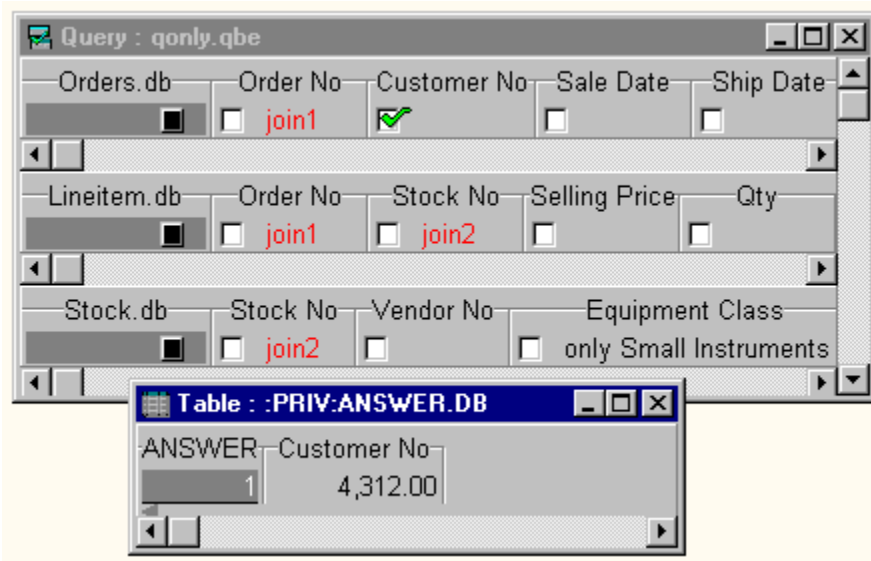 Query : qonly.qbe
Orders.db Order No Customer No Sale Date Ship Date
join1
Lineitem.db Order No Stock No Selling Price Qty
join1 join2
Stock.db Stock No Vendor No Equipment Class
join2 only Small Instruments
Table : :PRIV:ANSWER.DB
ANSWER Customer No
1 4,312.00